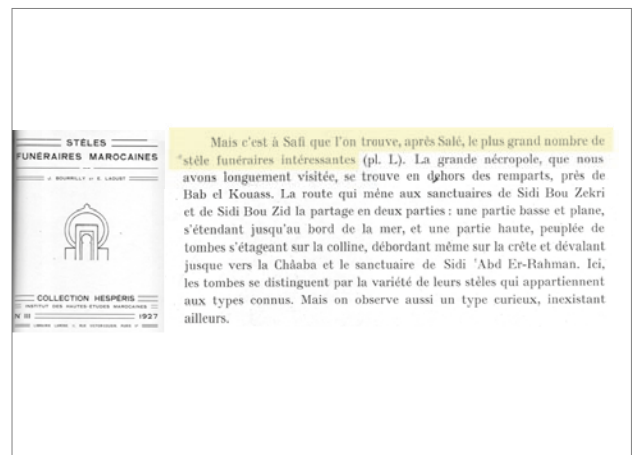 STÈLES
FUNÉRAIRES MAROCAINES
J. BOURRILLY et E. LAOUST
COLLECTION HESPÉRIS
INSTITUT DES HAUTES-ÉTUDES MAROCAINES
N III 1927
Mais c'est à Safi que l'on trouve, après Salé, le plus grand nombre de
stèle funéraires intéressantes (pl. L). La grande nécropole, que nous
avons longuement visitée, se trouve en dehors des remparts, près de
Bab el Kouass. La route qui mène aux sanctuaires de Sidi Bou Zekri
et de Sidi Bou Zid la partage en deux parties : une partie basse et plane,
s'étendant jusqu'au bord de la mer, et une partie haute, peuplée de
tombes s'étageant sur la colline, débordant même sur la crête et dévalant
jusque vers la Châaba et le sanctuaire de Sidi 'Abd Er-Rahman. Ici,
les tombes se distinguent par la variété de leurs stèles qui appartiennent
aux types connus. Mais on observe aussi un type curieux, inexistant
ailleurs.